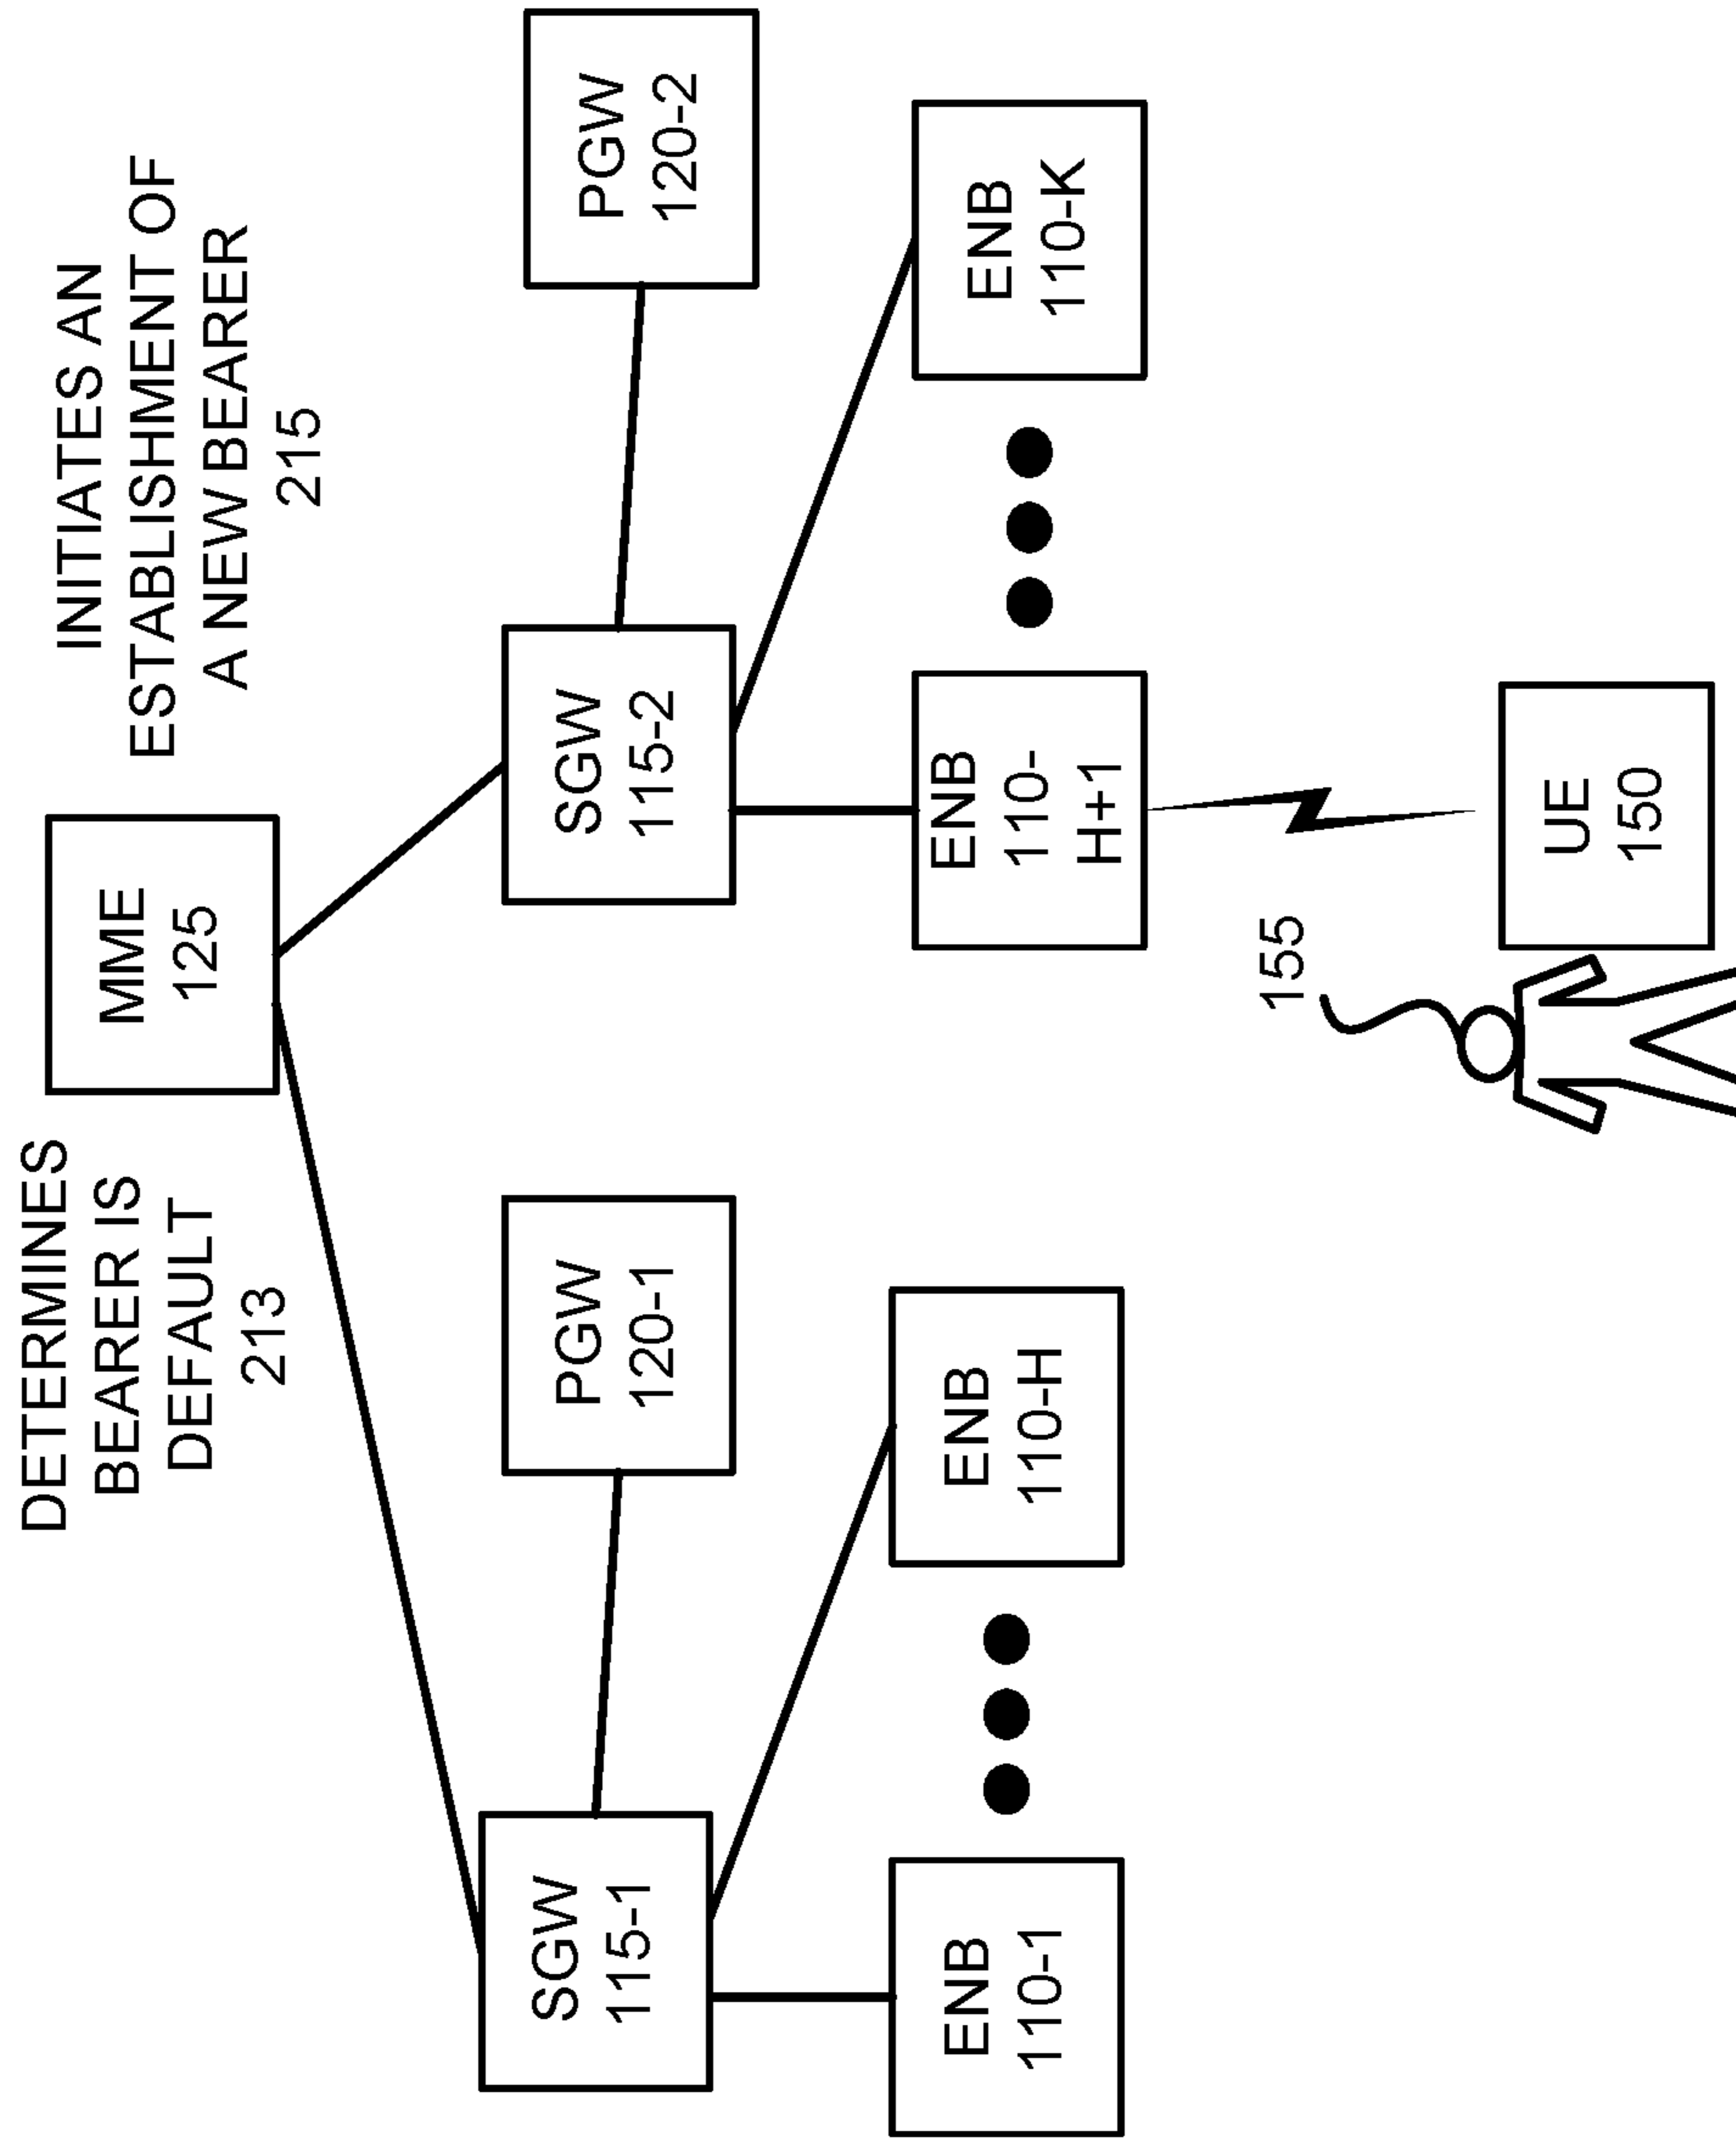 DETERMINES
BEARER IS
DEFAULT
213
MME
125
INITIATES AN
ESTABLISHMENT OF
A NEW BEARER
215
SGW
115-1
PGW
120-1
SGW
115-2
PGW
120-2
ENB
110-1
ENB
110-H
ENB
110-
H+1
ENB
110-K
155
UE
150